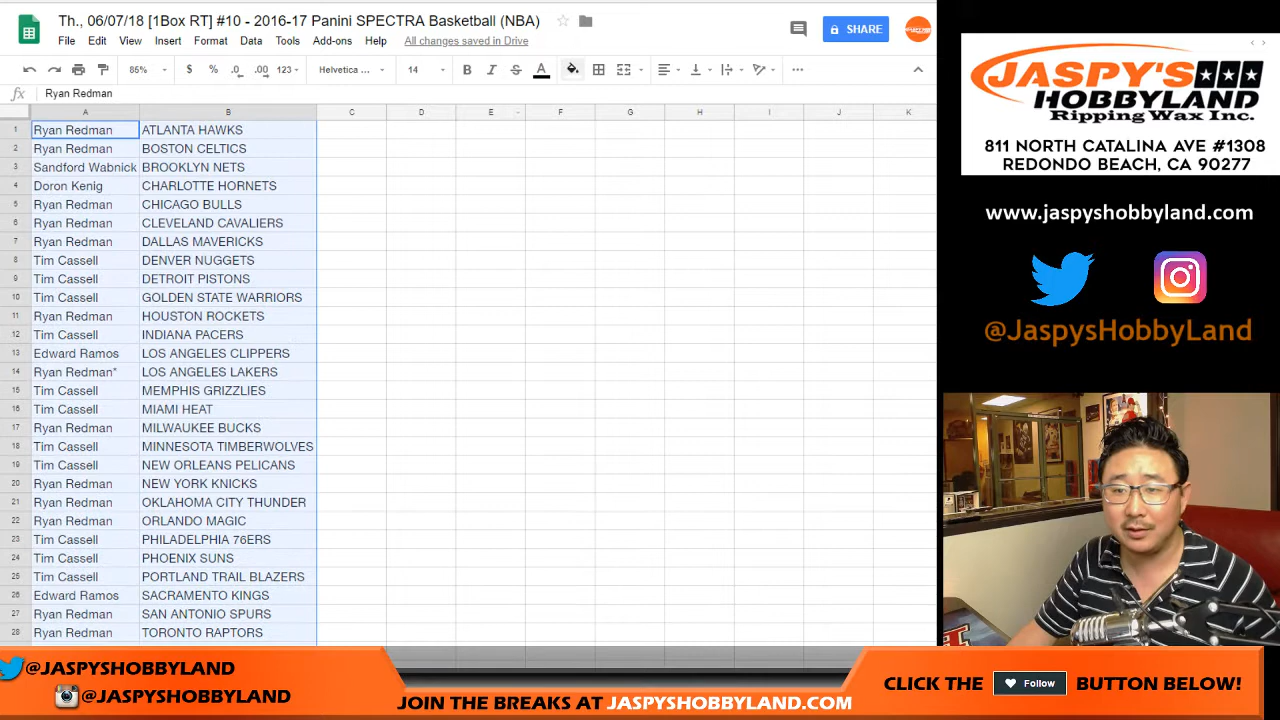 Th., 06/07/18 [1Box RT] #10 - 2016-17 Panini SPECTRA Basketball (NBA)
File Edit View Insert Format Data Tools Add-ons Help All changes saved in Drive
SHARE
85% $ % .0 .00 123 Helvetica ... 14 B I S A
fx Ryan Redman
A B C D E F G H I J K
1 Ryan Redman ATLANTA HAWKS
2 Ryan Redman BOSTON CELTICS
3 Sandford Wabnick BROOKLYN NETS
4 Doron Kenig CHARLOTTE HORNETS
5 Ryan Redman CHICAGO BULLS
6 Ryan Redman CLEVELAND CAVALIERS
7 Ryan Redman DALLAS MAVERICKS
8 Tim Cassell DENVER NUGGETS
9 Tim Cassell DETROIT PISTONS
10 Tim Cassell GOLDEN STATE WARRIORS
11 Ryan Redman HOUSTON ROCKETS
12 Tim Cassell INDIANA PACERS
13 Edward Ramos LOS ANGELES CLIPPERS
14 Ryan Redman* LOS ANGELES LAKERS
15 Tim Cassell MEMPHIS GRIZZLIES
16 Tim Cassell MIAMI HEAT
17 Ryan Redman MILWAUKEE BUCKS
18 Tim Cassell MINNESOTA TIMBERWOLVES
19 Tim Cassell NEW ORLEANS PELICANS
20 Ryan Redman NEW YORK KNICKS
21 Ryan Redman OKLAHOMA CITY THUNDER
22 Ryan Redman ORLANDO MAGIC
23 Tim Cassell PHILADELPHIA 76ERS
24 Tim Cassell PHOENIX SUNS
25 Tim Cassell PORTLAND TRAIL BLAZERS
26 Edward Ramos SACRAMENTO KINGS
27 Ryan Redman SAN ANTONIO SPURS
28 Ryan Redman TORONTO RAPTORS
JASPY'S
HOBBYLAND
Ripping Wax Inc.
811 NORTH CATALINA AVE #1308
REDONDO BEACH, CA 90277
www.jaspyshobbyland.com
@JaspysHobbyLand
@JASPYSHOBBYLAND
@JASPYSHOBBYLAND
JOIN THE BREAKS AT JASPYSHOBBYLAND.COM
CLICK THE Follow BUTTON BELOW!